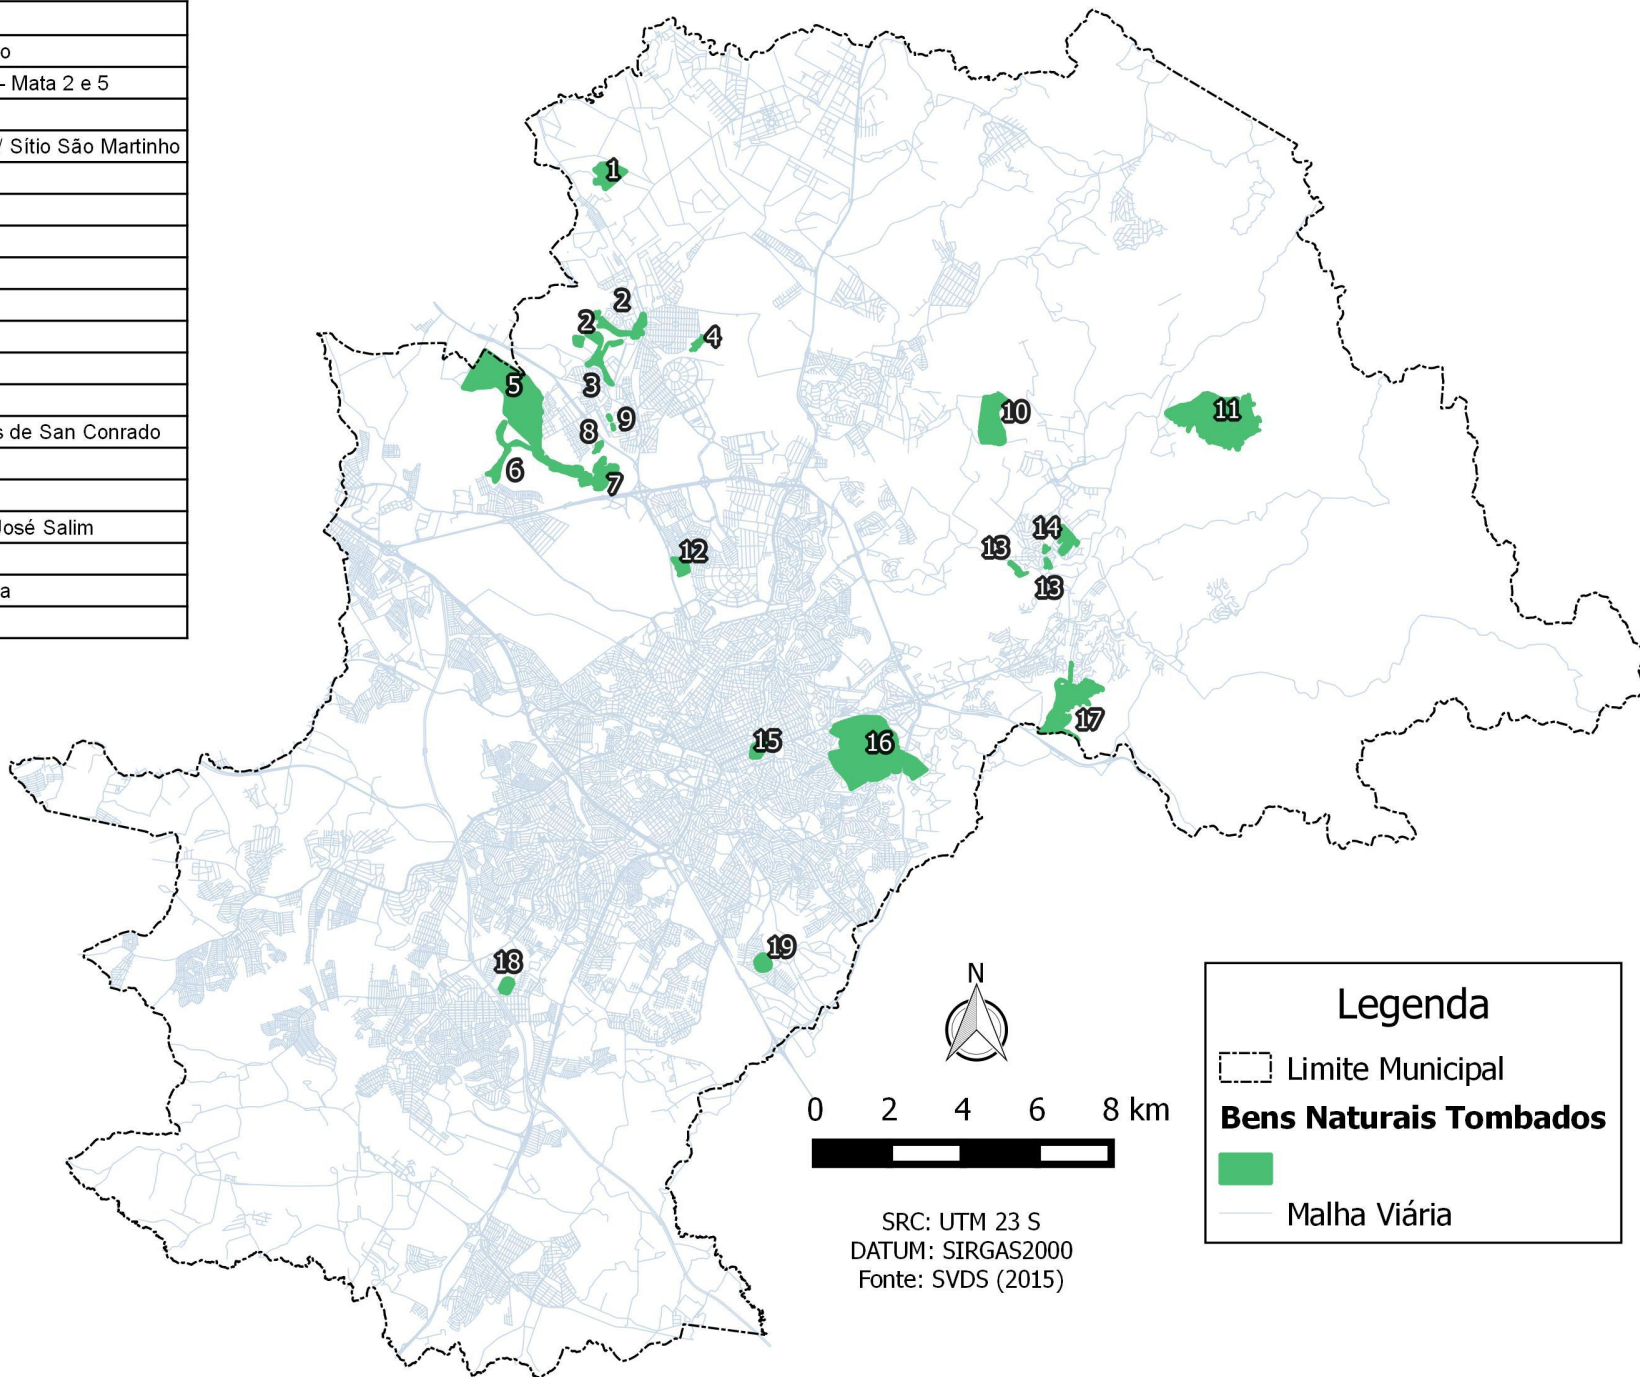 o
- Mata 2 e 5
/ Sítio São Martinho
s de San Conrado
José Salim
a
1
2
2
4
3
5
9
8
6
7
10
11
12
14
13
13
17
15
16
19
18
N
0 2 4 6 8 km
SRC: UTM 23 S
DATUM: SIRGAS2000
Fonte: SVDS (2015)
Legenda
Limite Municipal
Bens Naturais Tombados
Malha Viária